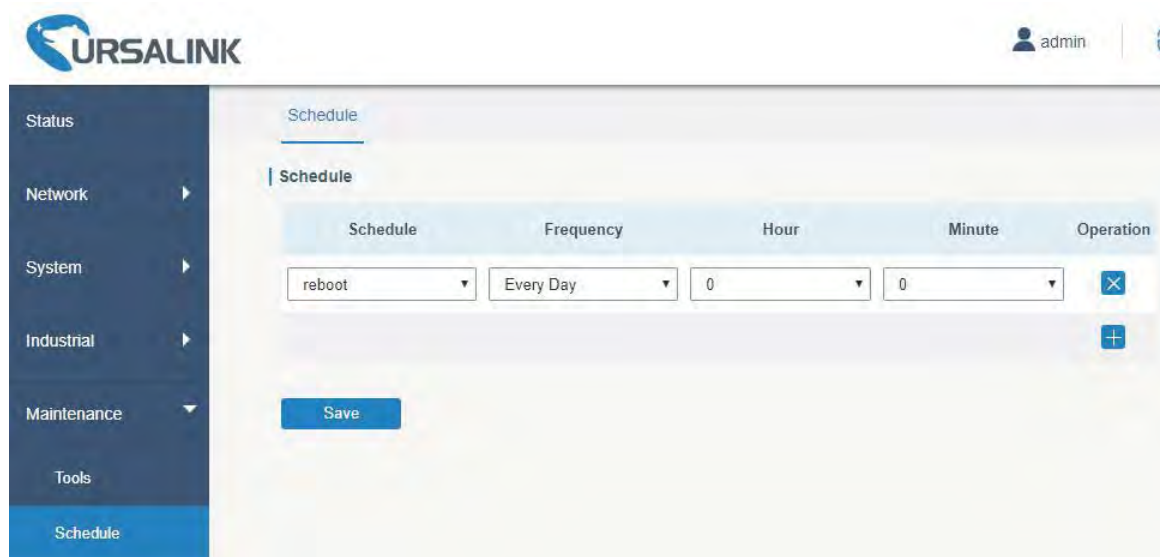 URSALINK
admin
Status
Network
System
Industrial
Maintenance
Tools
Schedule
Schedule
Schedule
Schedule Frequency Hour Minute Operation
reboot Every Day 0 0
Save